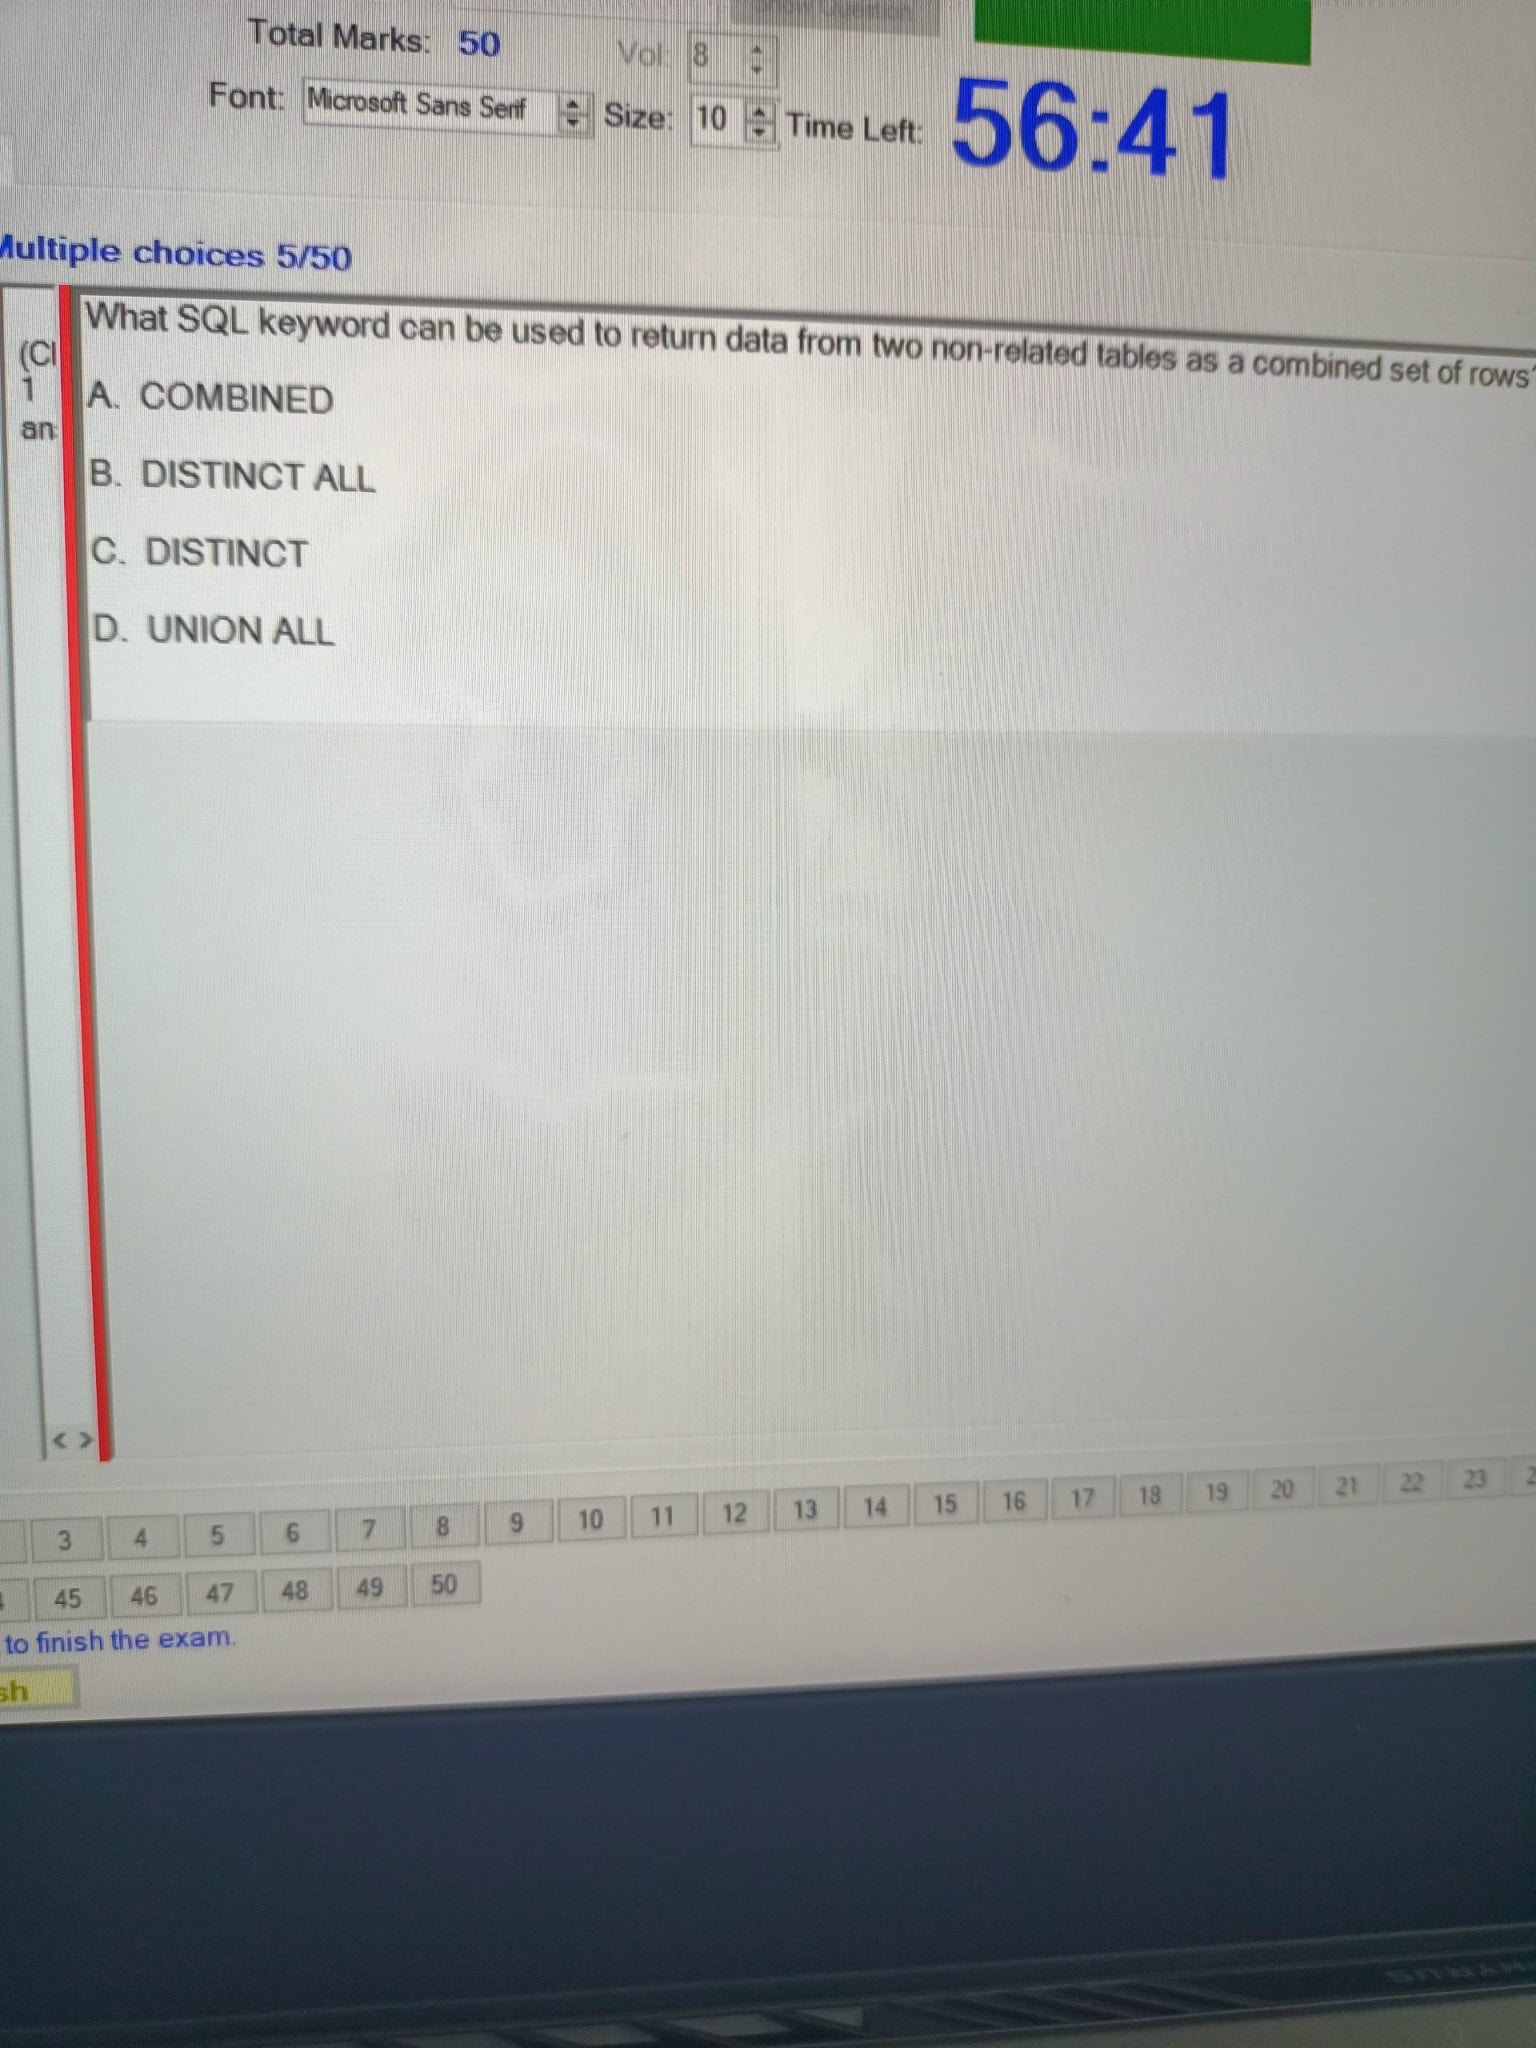 Total Marks: 50
Vol: 8
Font: Microsoft Sans Serif Size: 10 Time Left: 56:41
Multiple choices 5/50
(Cl
1
an
What SQL keyword can be used to return data from two non-related tables as a combined set of rows?
A. COMBINED
B. DISTINCT ALL
C. DISTINCT
D. UNION ALL
< >
3 4 5 6 7 8 9 10 11 12 13 14 15 16 17 18 19 20 21 22 23 2
45 46 47 48 49 50
to finish the exam.
sh